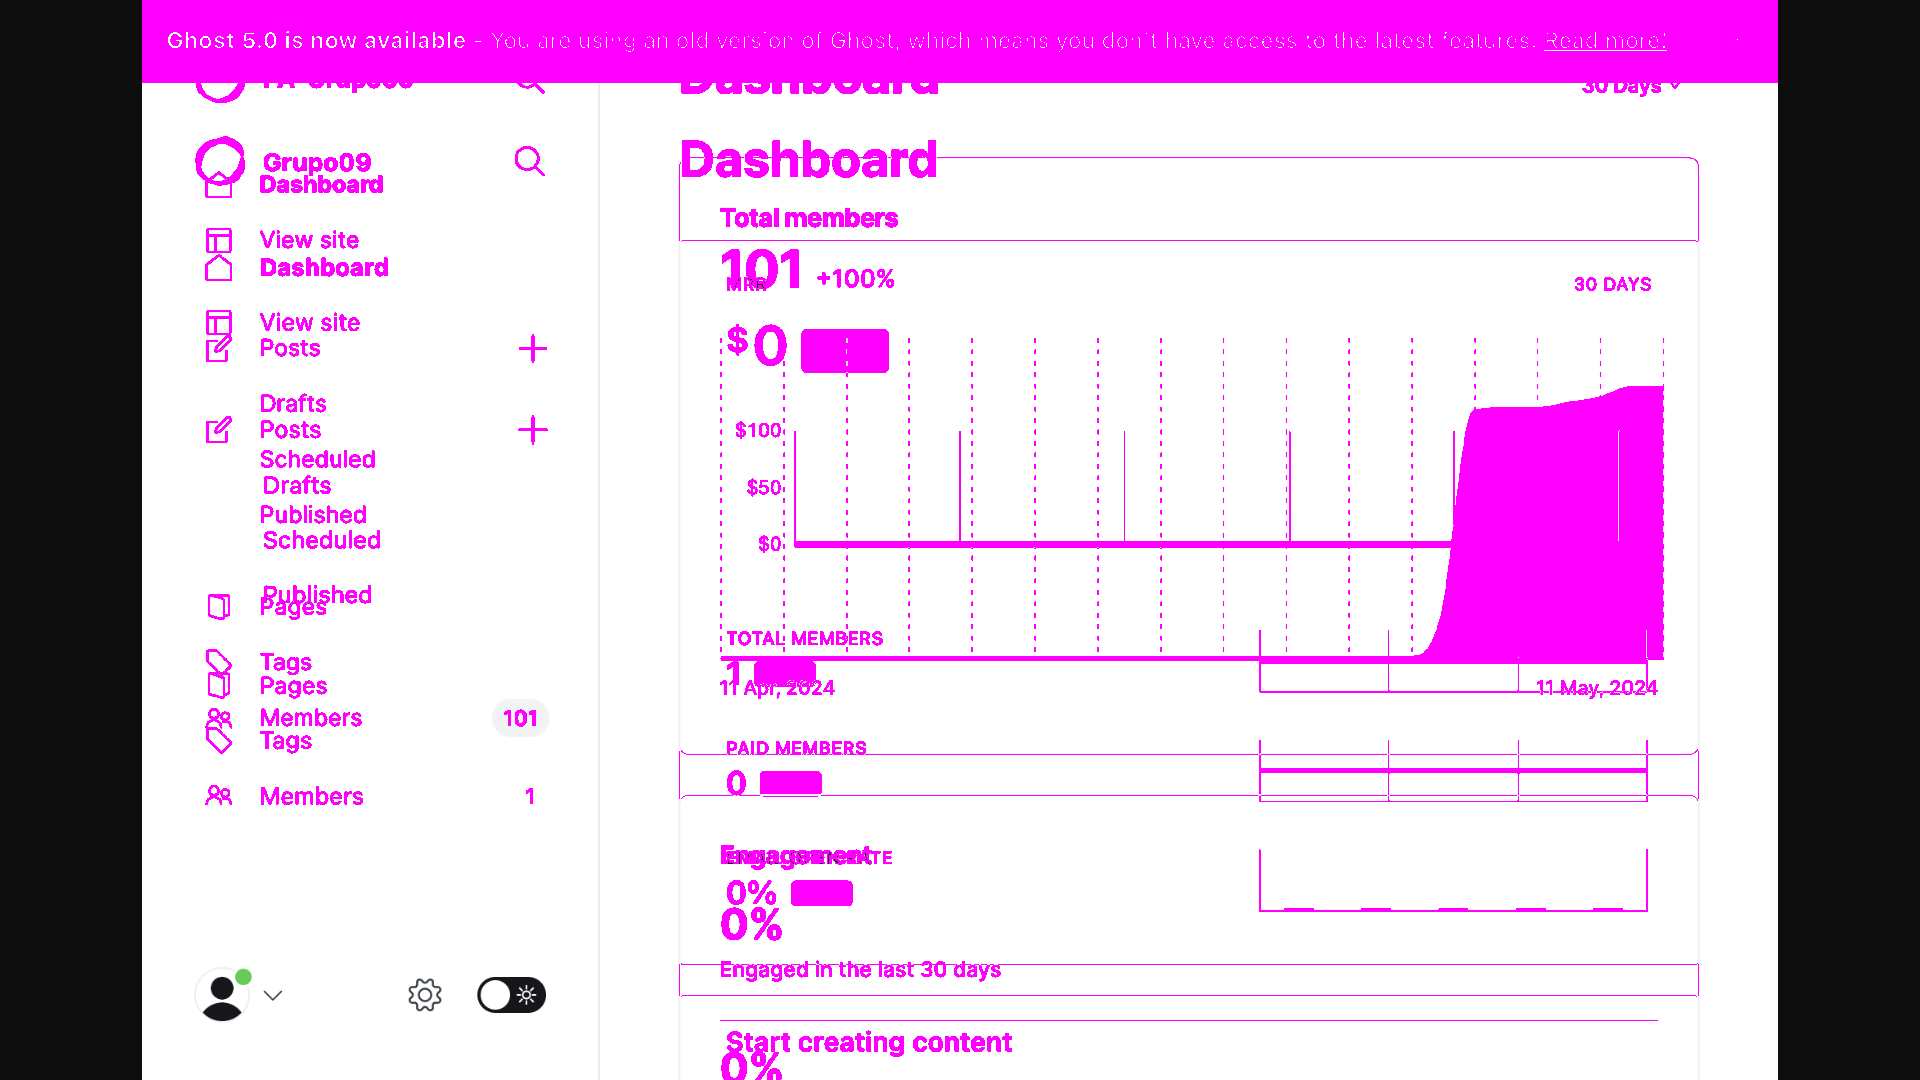 Ghost 5.0 is now available - You are using an old version of Ghost, which means you don't have access to the latest features. Read more!
Dashboard
30 Days
Grupo09
Dashboard
View site
Dashboard
View site
Posts
Drafts
Posts
Scheduled
Drafts
Published
Scheduled
Published
Pages
Tags
Pages
Members 101
Tags
Members 1
Dashboard
Total members
101 +100%
MRR
30 DAYS
$0
$100
$50
$0
TOTAL MEMBERS
1
11 Apr, 2024
11 May, 2024
PAID MEMBERS
0
Engagement
0%
0%
Engaged in the last 30 days
Start creating content
0%